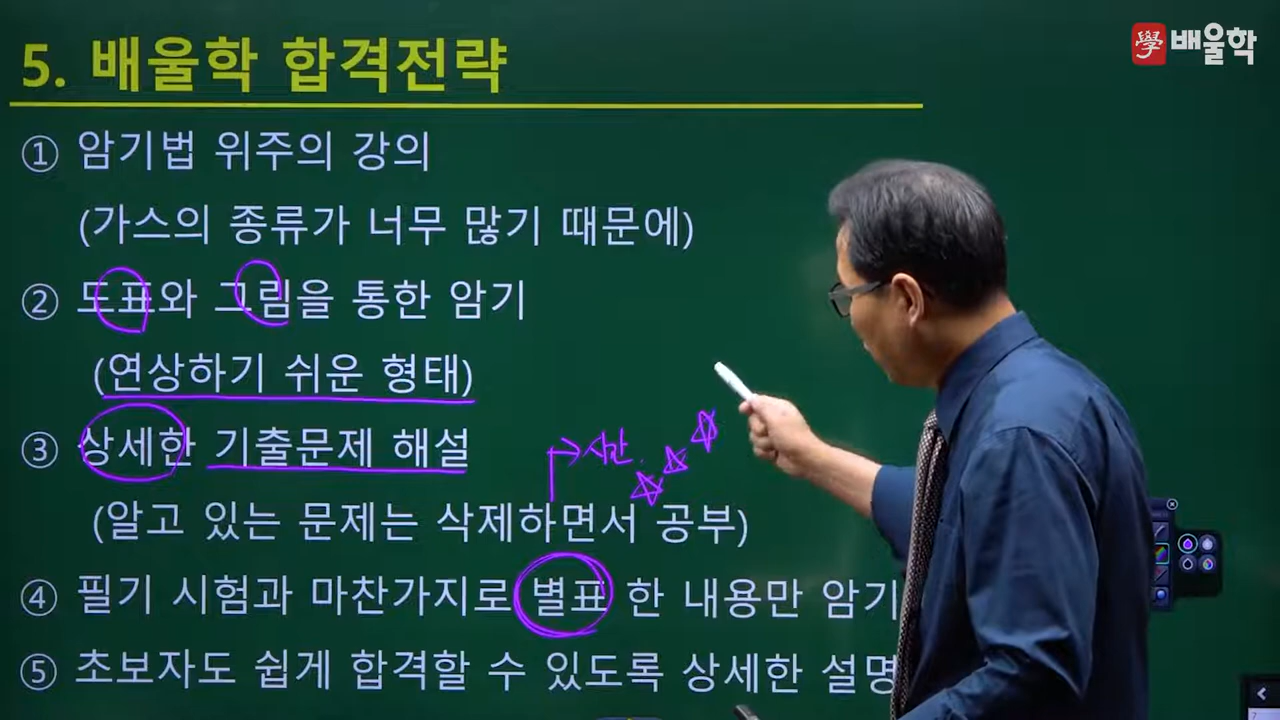 5. 배울학 합격전략
學 배울학
① 암기법 위주의 강의
(가스의 종류가 너무 많기 때문에)
② 도표와 그림을 통한 암기
(연상하기 쉬운 형태)
③ 상세한 기출문제 해설
→시간.
(알고 있는 문제는 삭제하면서 공부)
④ 필기 시험과 마찬가지로 별표 한 내용만 암기
⑤ 초보자도 쉽게 합격할 수 있도록 상세한 설명